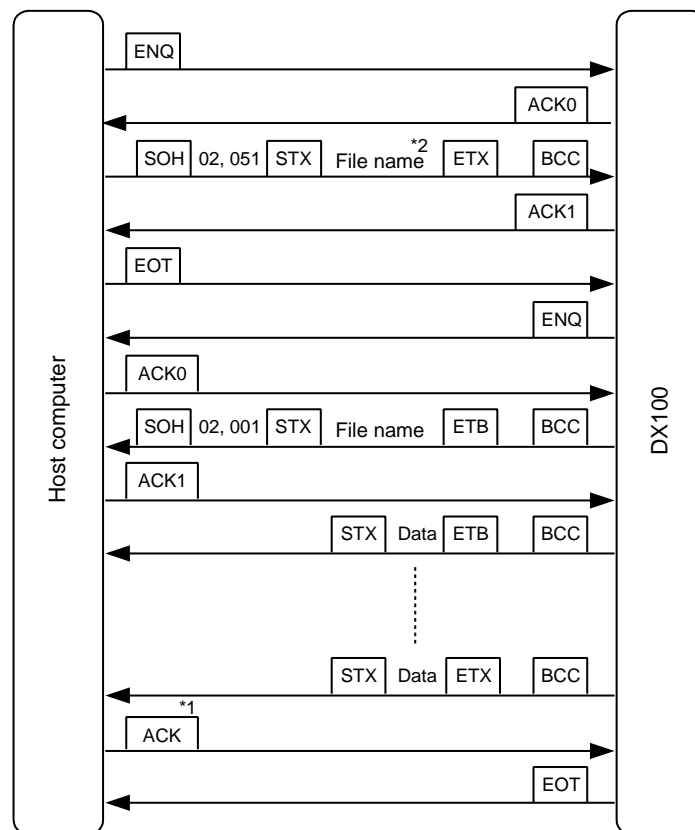 ENQ
ACK0
*2
SOH 02, 051 STX File name ETX BCC
ACK1
EOT
ENQ
ACK0
SOH 02, 001 STX File name ETB BCC
ACK1
STX Data ETB BCC
STX Data ETX BCC
*1
ACK
EOT
Host computer
DX100